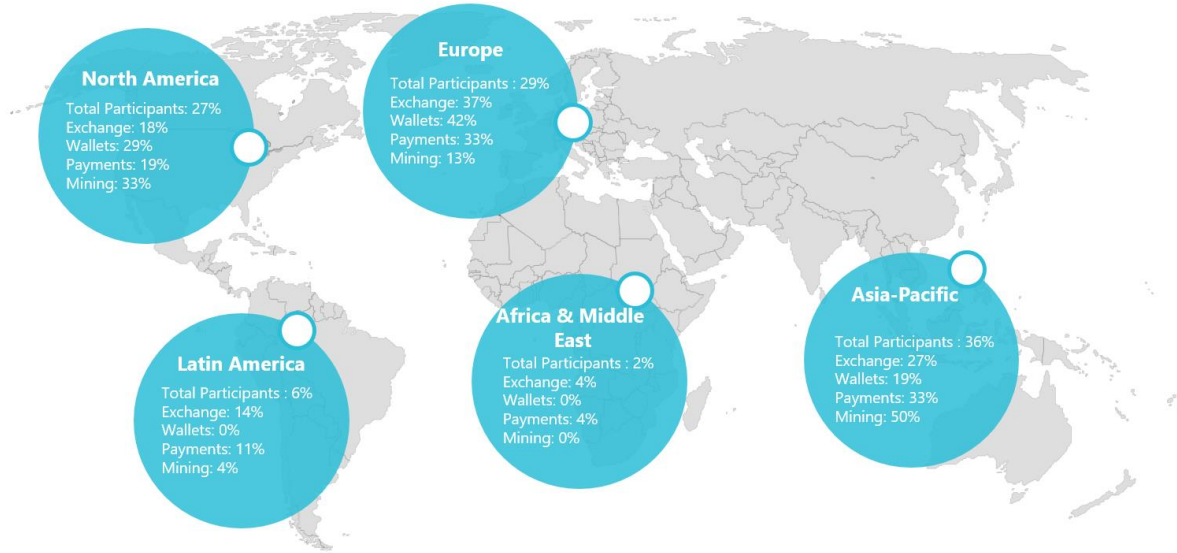 North America
Total Participants: 27%
Exchange: 18%
Wallets: 29%
Payments: 19%
Mining: 33%
Europe
Total Participants : 29%
Exchange: 37%
Wallets: 42%
Payments: 33%
Mining: 13%
Latin America
Total Participants : 6%
Exchange: 14%
Wallets: 0%
Payments: 11%
Mining: 4%
Africa & Middle
East
Total Participants : 2%
Exchange: 4%
Wallets: 0%
Payments: 4%
Mining: 0%
Asia-Pacific
Total Participants : 36%
Exchange: 27%
Wallets: 19%
Payments: 33%
Mining: 50%